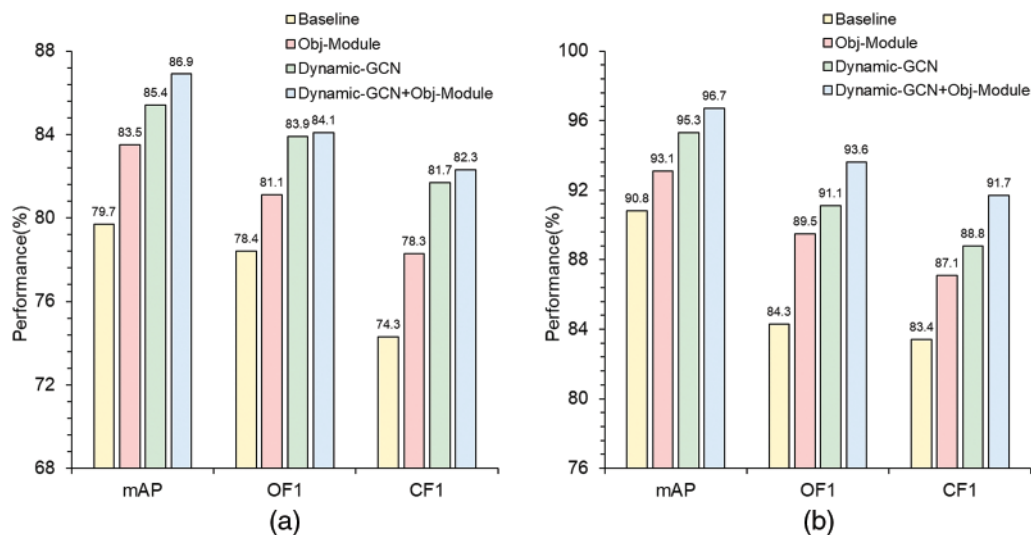 Baseline
Obj-Module
Dynamic-GCN
Dynamic-GCN+Obj-Module
Performance(%)
88
84
80
76
72
68
79.7
83.5
85.4
86.9
78.4
81.1
83.9
84.1
74.3
78.3
81.7
82.3
mAP
OF1
CF1
(a)
Baseline
Obj-Module
Dynamic-GCN
Dynamic-GCN+Obj-Module
Performance(%)
100
96
92
88
84
80
76
90.8
93.1
95.3
96.7
84.3
89.5
91.1
93.6
83.4
87.1
88.8
91.7
mAP
OF1
CF1
(b)